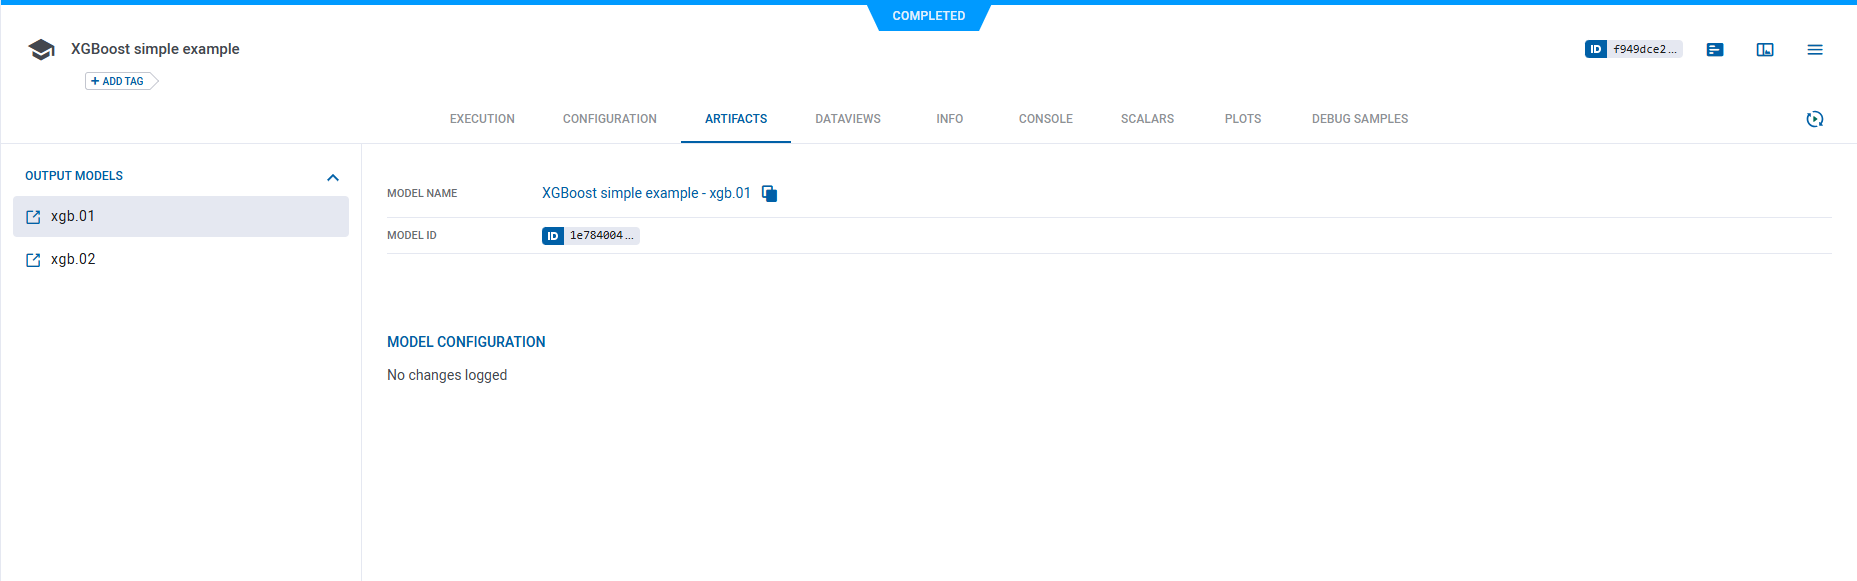 COMPLETED
XGBoost simple example
ID f949dce2...
+ ADD TAG
EXECUTION CONFIGURATION ARTIFACTS DATAVIEWS INFO CONSOLE SCALARS PLOTS DEBUG SAMPLES
OUTPUT MODELS
xgb.01
xgb.02
MODEL NAME XGBoost simple example - xgb.01
MODEL ID ID 1e784004...
MODEL CONFIGURATION
No changes logged